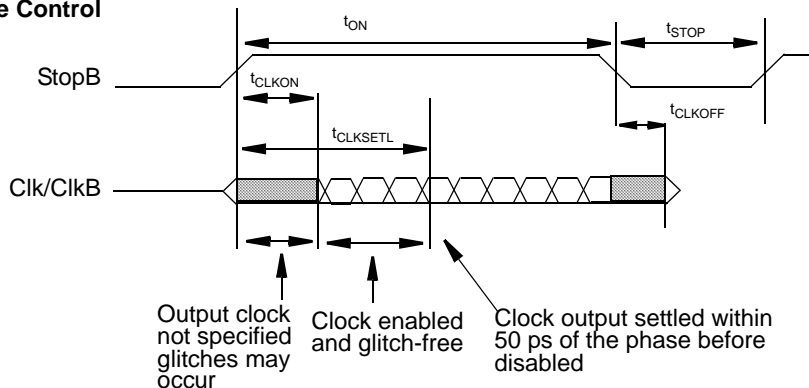 e Control
tON
tSTOP
StopB
tCLKON
tCLKOFF
tCLKSETL
Clk/ClkB
Output clock
not specified
glitches may
occur
Clock enabled
and glitch-free
Clock output settled within
50 ps of the phase before
disabled